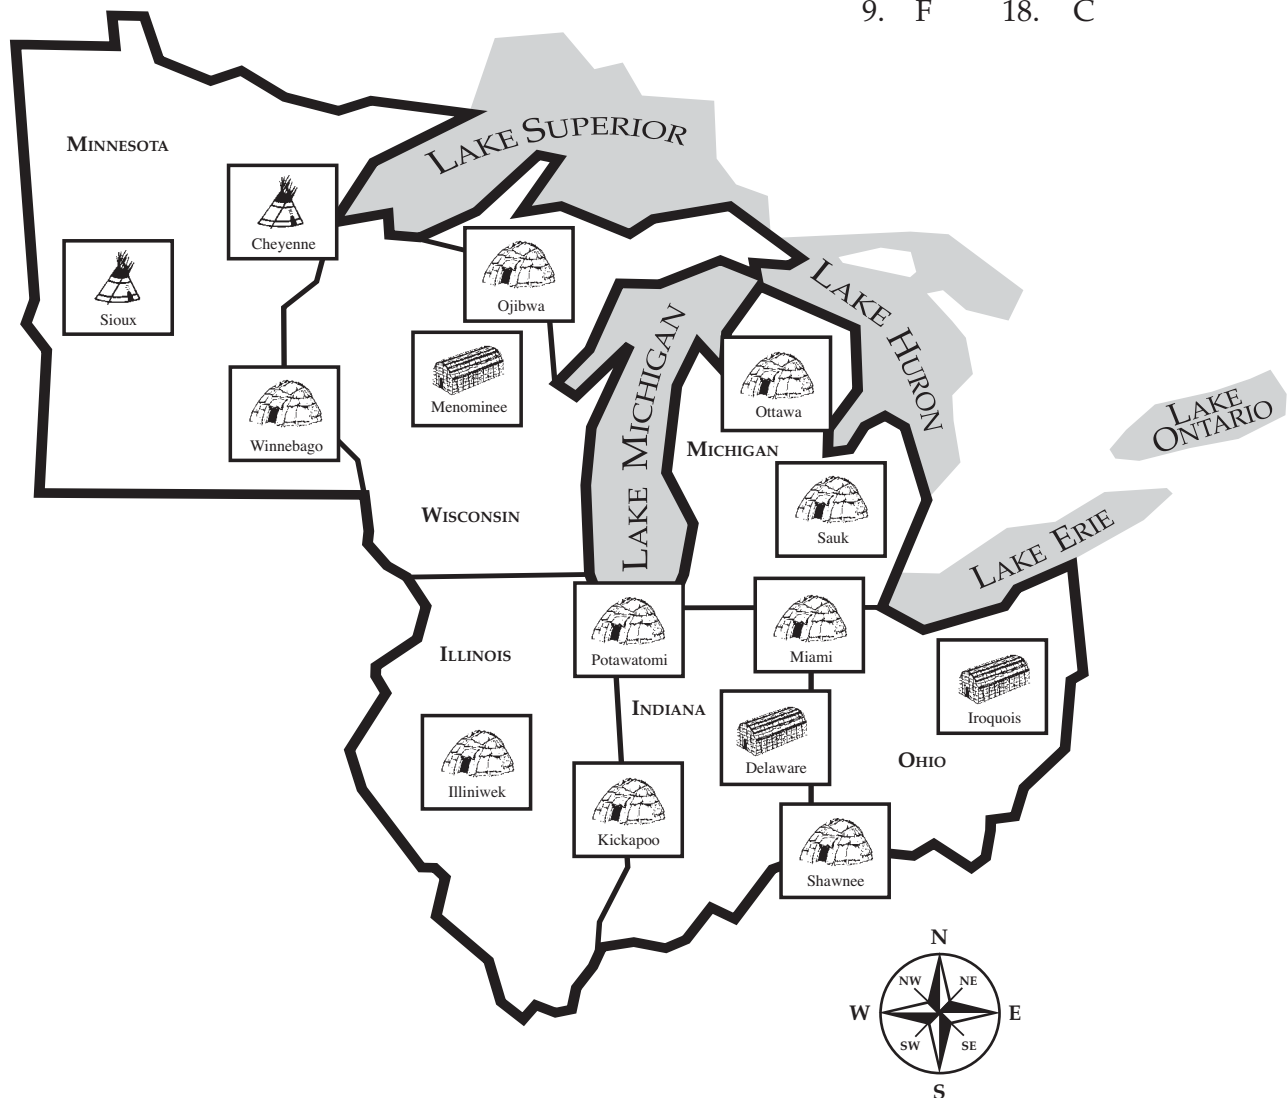 9. F 18. C
LAKE SUPERIOR
MINNESOTA
Cheyenne
Sioux
Ojibwa
LAKE HURON
LAKE MICHIGAN
Menominee
Ottawa
LAKE
ONTARIO
Winnebago
MICHIGAN
WISCONSIN
Sauk
LAKE ERIE
Potawatomi
Miami
ILLINOIS
INDIANA
Iroquois
Delaware
OHIO
Illiniwek
Kickapoo
Shawnee
N
NW NE
W E
SW SE
S